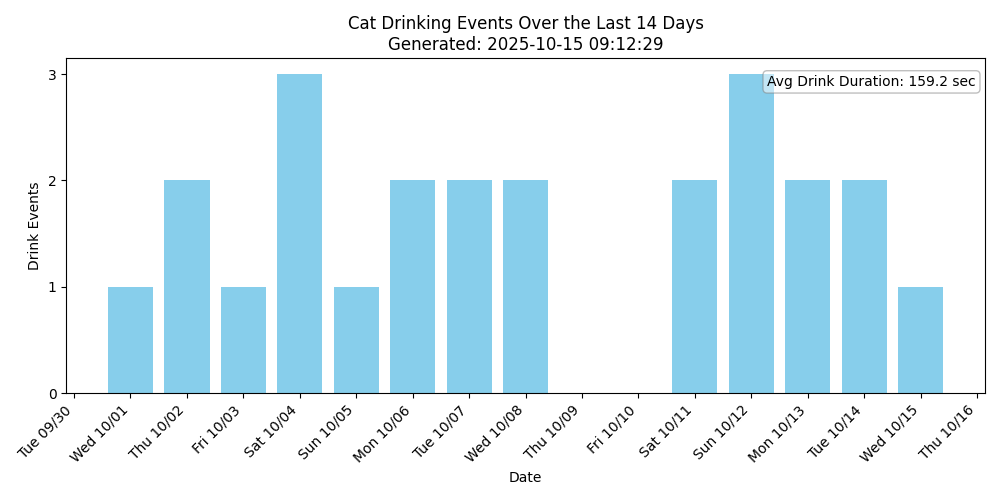 Cat Drinking Events Over the Last 14 Days
Generated: 2025-10-15 09:12:29
Avg Drink Duration: 159.2 sec
Drink Events
3
2
1
0
Tue 09/30
Wed 10/01
Thu 10/02
Fri 10/03
Sat 10/04
Sun 10/05
Mon 10/06
Tue 10/07
Wed 10/08
Thu 10/09
Fri 10/10
Sat 10/11
Sun 10/12
Mon 10/13
Tue 10/14
Wed 10/15
Thu 10/16
Date